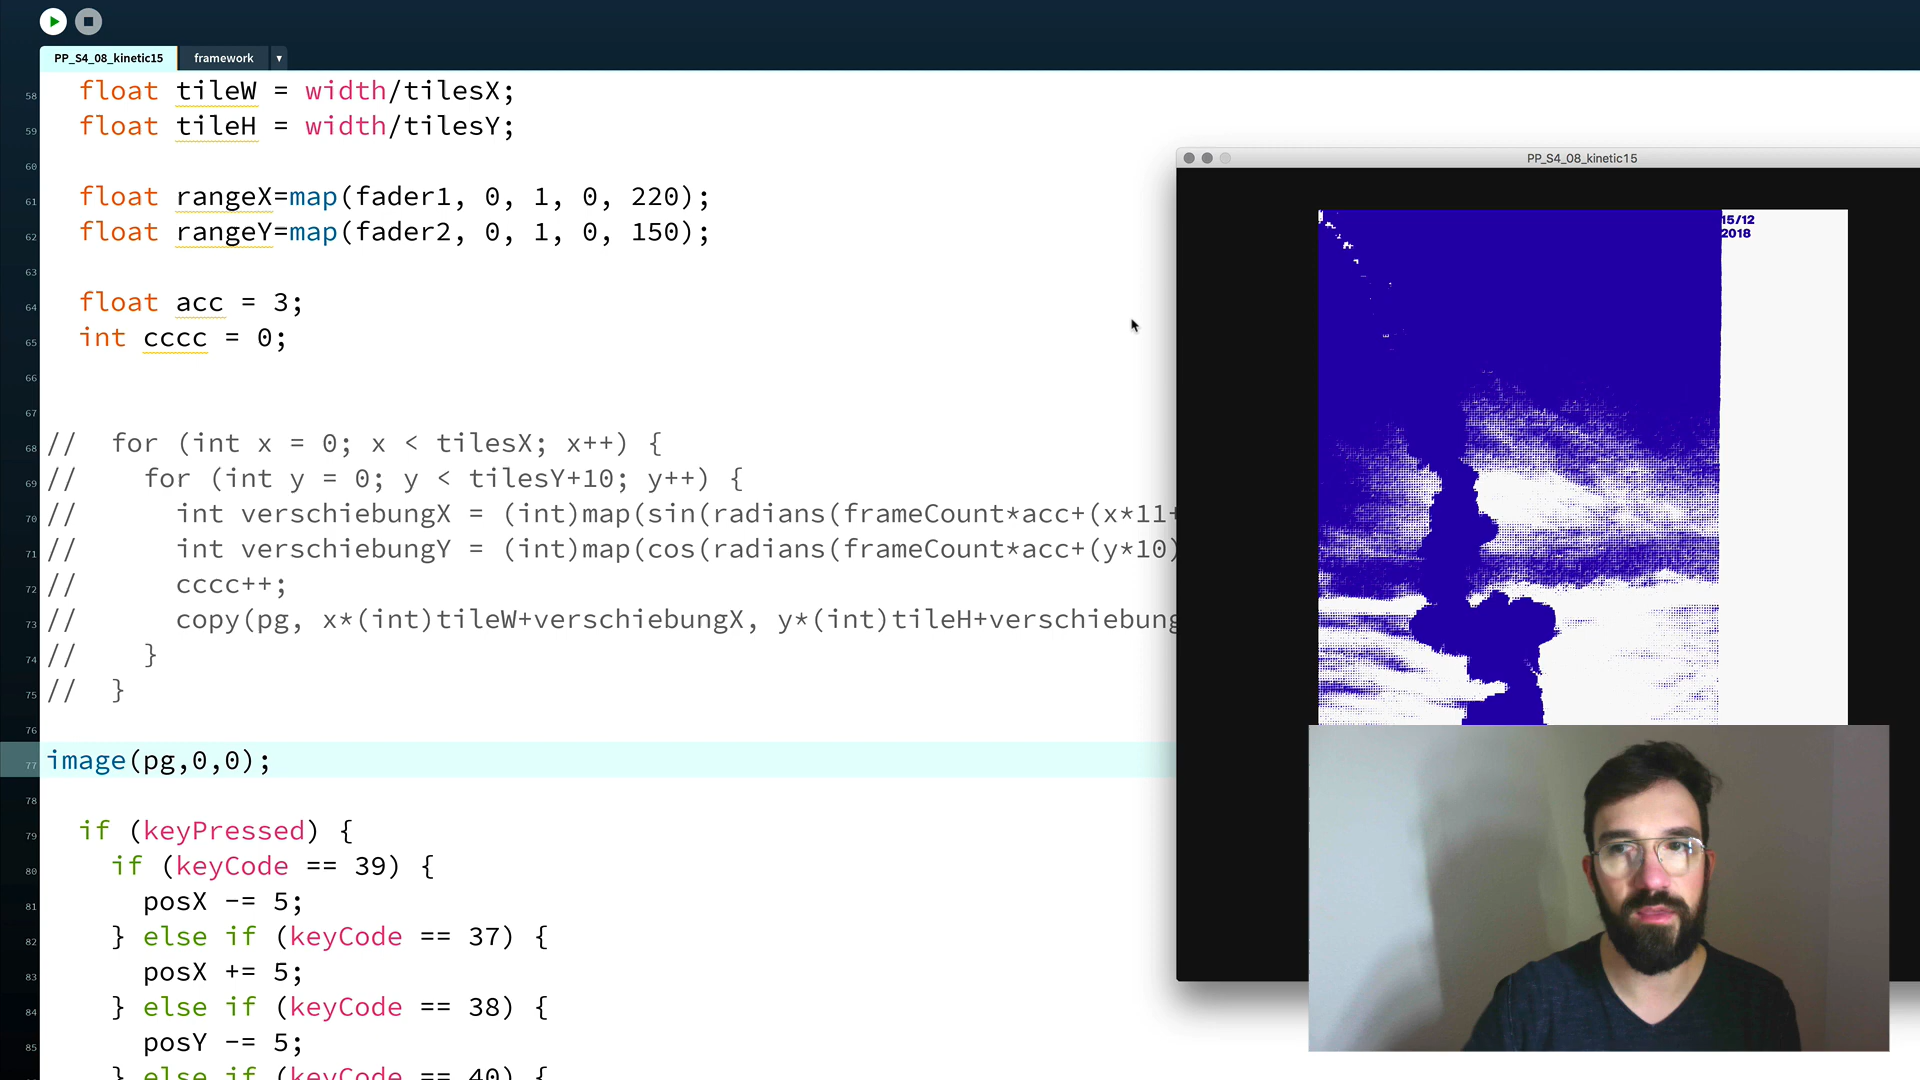 PP_S4_08_kinetic15 framework
58 float tileW = width/tilesX;
59 float tileH = width/tilesY;
60
61 float rangeX=map(fader1, 0, 1, 0, 220);
62 float rangeY=map(fader2, 0, 1, 0, 150);
63
64 float acc = 3;
65 int cccc = 0;
66
67
68 // for (int x = 0; x < tilesX; x++) {
69 // for (int y = 0; y < tilesY+10; y++) {
70 // int verschiebungX = (int)map(sin(radians(frameCount*acc+(x*11+
71 // int verschiebungY = (int)map(cos(radians(frameCount*acc+(y*10)
72 // cccc++;
73 // copy(pg, x*(int)tileW+verschiebungX, y*(int)tileH+verschiebung
74 // }
75 // }
76
77 image(pg,0,0);
78
79 if (keyPressed) {
80 if (keyCode == 39) {
81 posX -= 5;
82 } else if (keyCode == 37) {
83 posX += 5;
84 } else if (keyCode == 38) {
85 posY -= 5;
} else if (keyCode == 40) {
PP_S4_08_kinetic15
15/12
2018